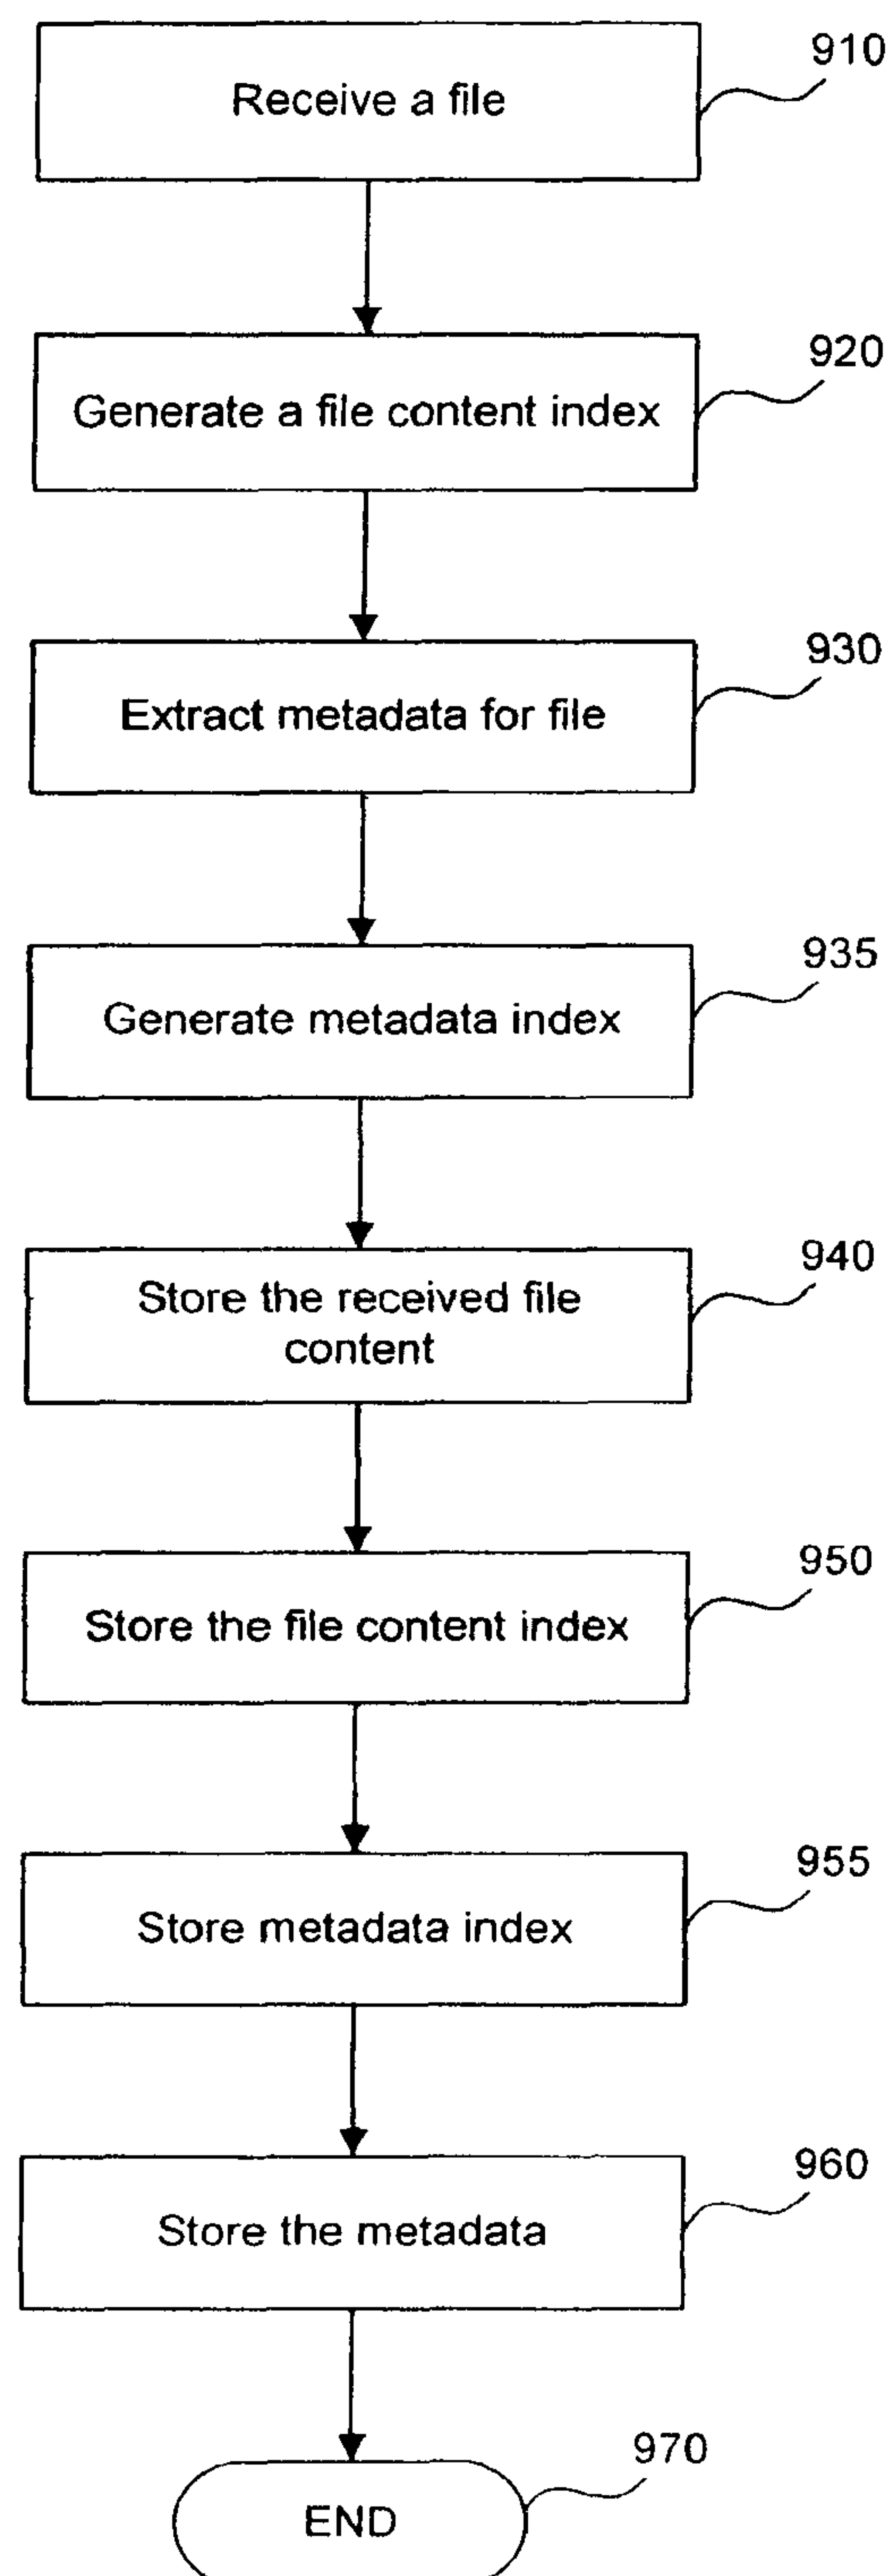 910
Receive a file
920
Generate a file content index
930
Extract metadata for file
935
Generate metadata index
940
Store the received file
content
950
Store the file content index
955
Store metadata index
960
Store the metadata
970
END